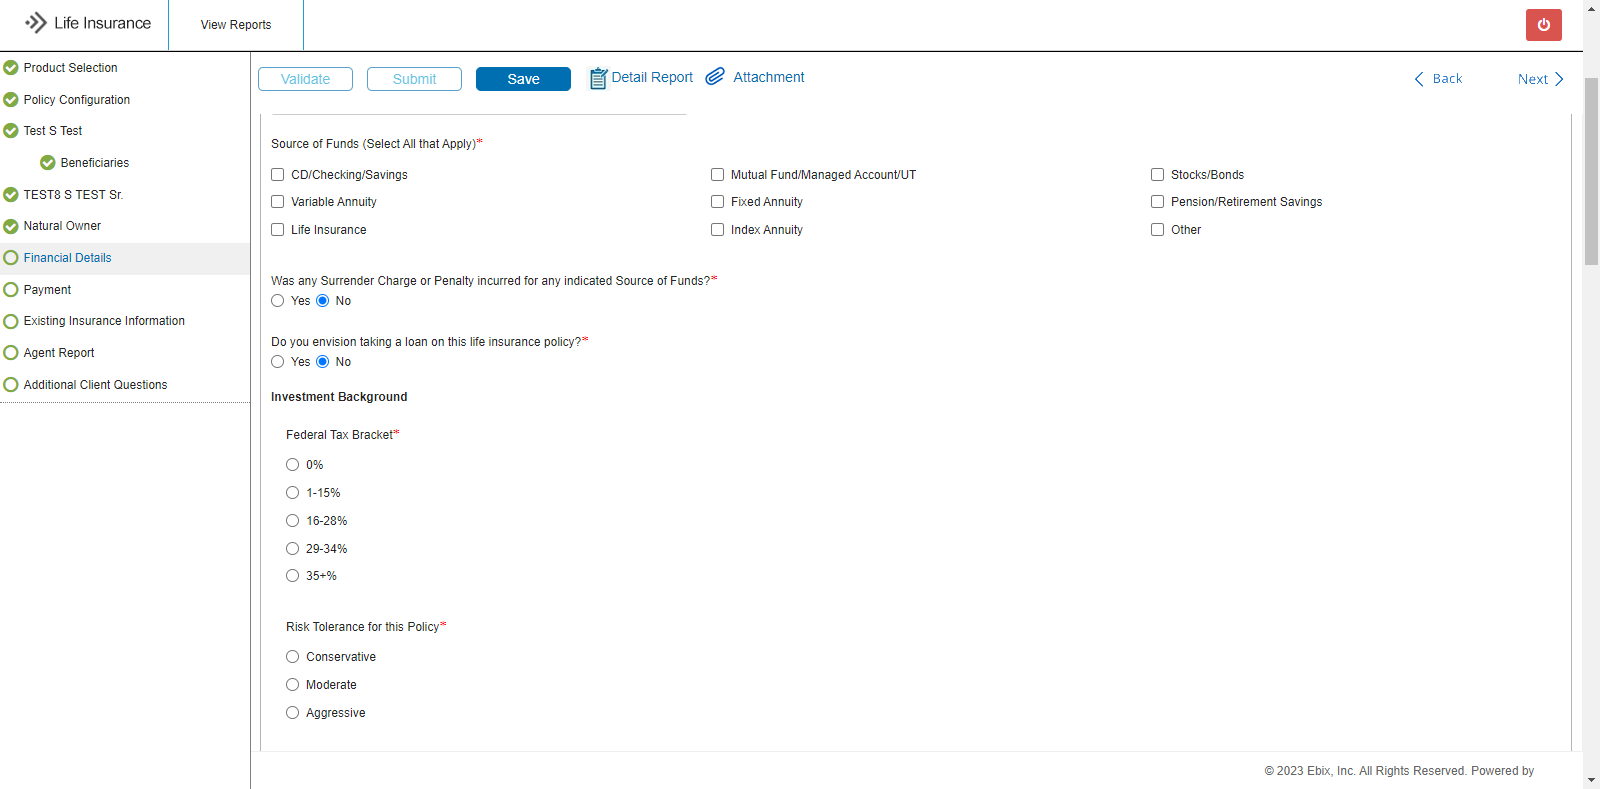 Life Insurance
View Reports
Product Selection
Policy Configuration
Test S Test
Beneficiaries
TEST8 S TEST Sr.
Natural Owner
Financial Details
Payment
Existing Insurance Information
Agent Report
Additional Client Questions
Validate Submit Save Detail Report Attachment Back Next
Source of Funds (Select All that Apply)*
CD/Checking/Savings Mutual Fund/Managed Account/UT Stocks/Bonds
Variable Annuity Fixed Annuity Pension/Retirement Savings
Life Insurance Index Annuity Other
Was any Surrender Charge or Penalty incurred for any indicated Source of Funds?*
Yes No
Do you envision taking a loan on this life insurance policy?*
Yes No
Investment Background
Federal Tax Bracket*
0%
1-15%
16-28%
29-34%
35+%
Risk Tolerance for this Policy*
Conservative
Moderate
Aggressive
© 2023 Ebix, Inc. All Rights Reserved. Powered by